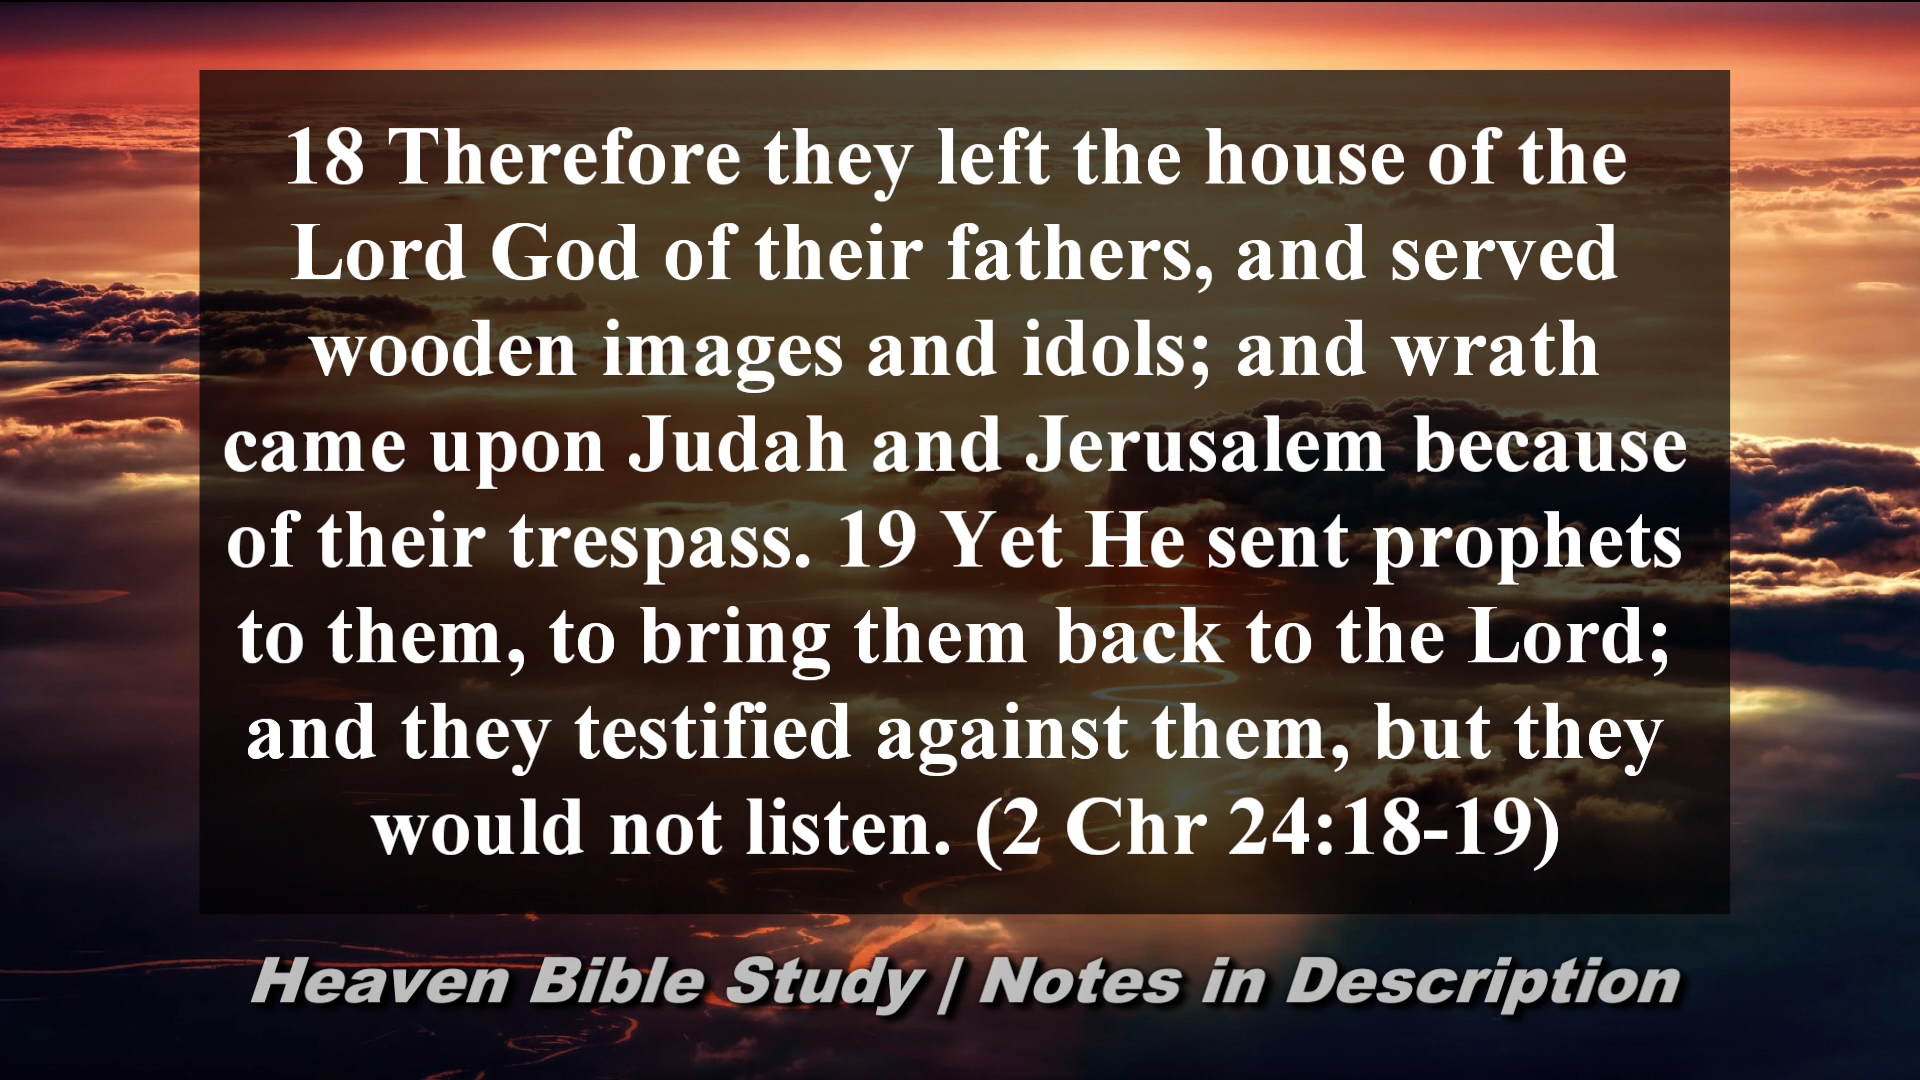 18 Therefore they left the house of the
Lord God of their fathers, and served
wooden images and idols; and wrath
came upon Judah and Jerusalem because
of their trespass. 19 Yet He sent prophets
to them, to bring them back to the Lord;
and they testified against them, but they
would not listen. (2 Chr 24:18-19)
Heaven Bible Study | Notes in Description